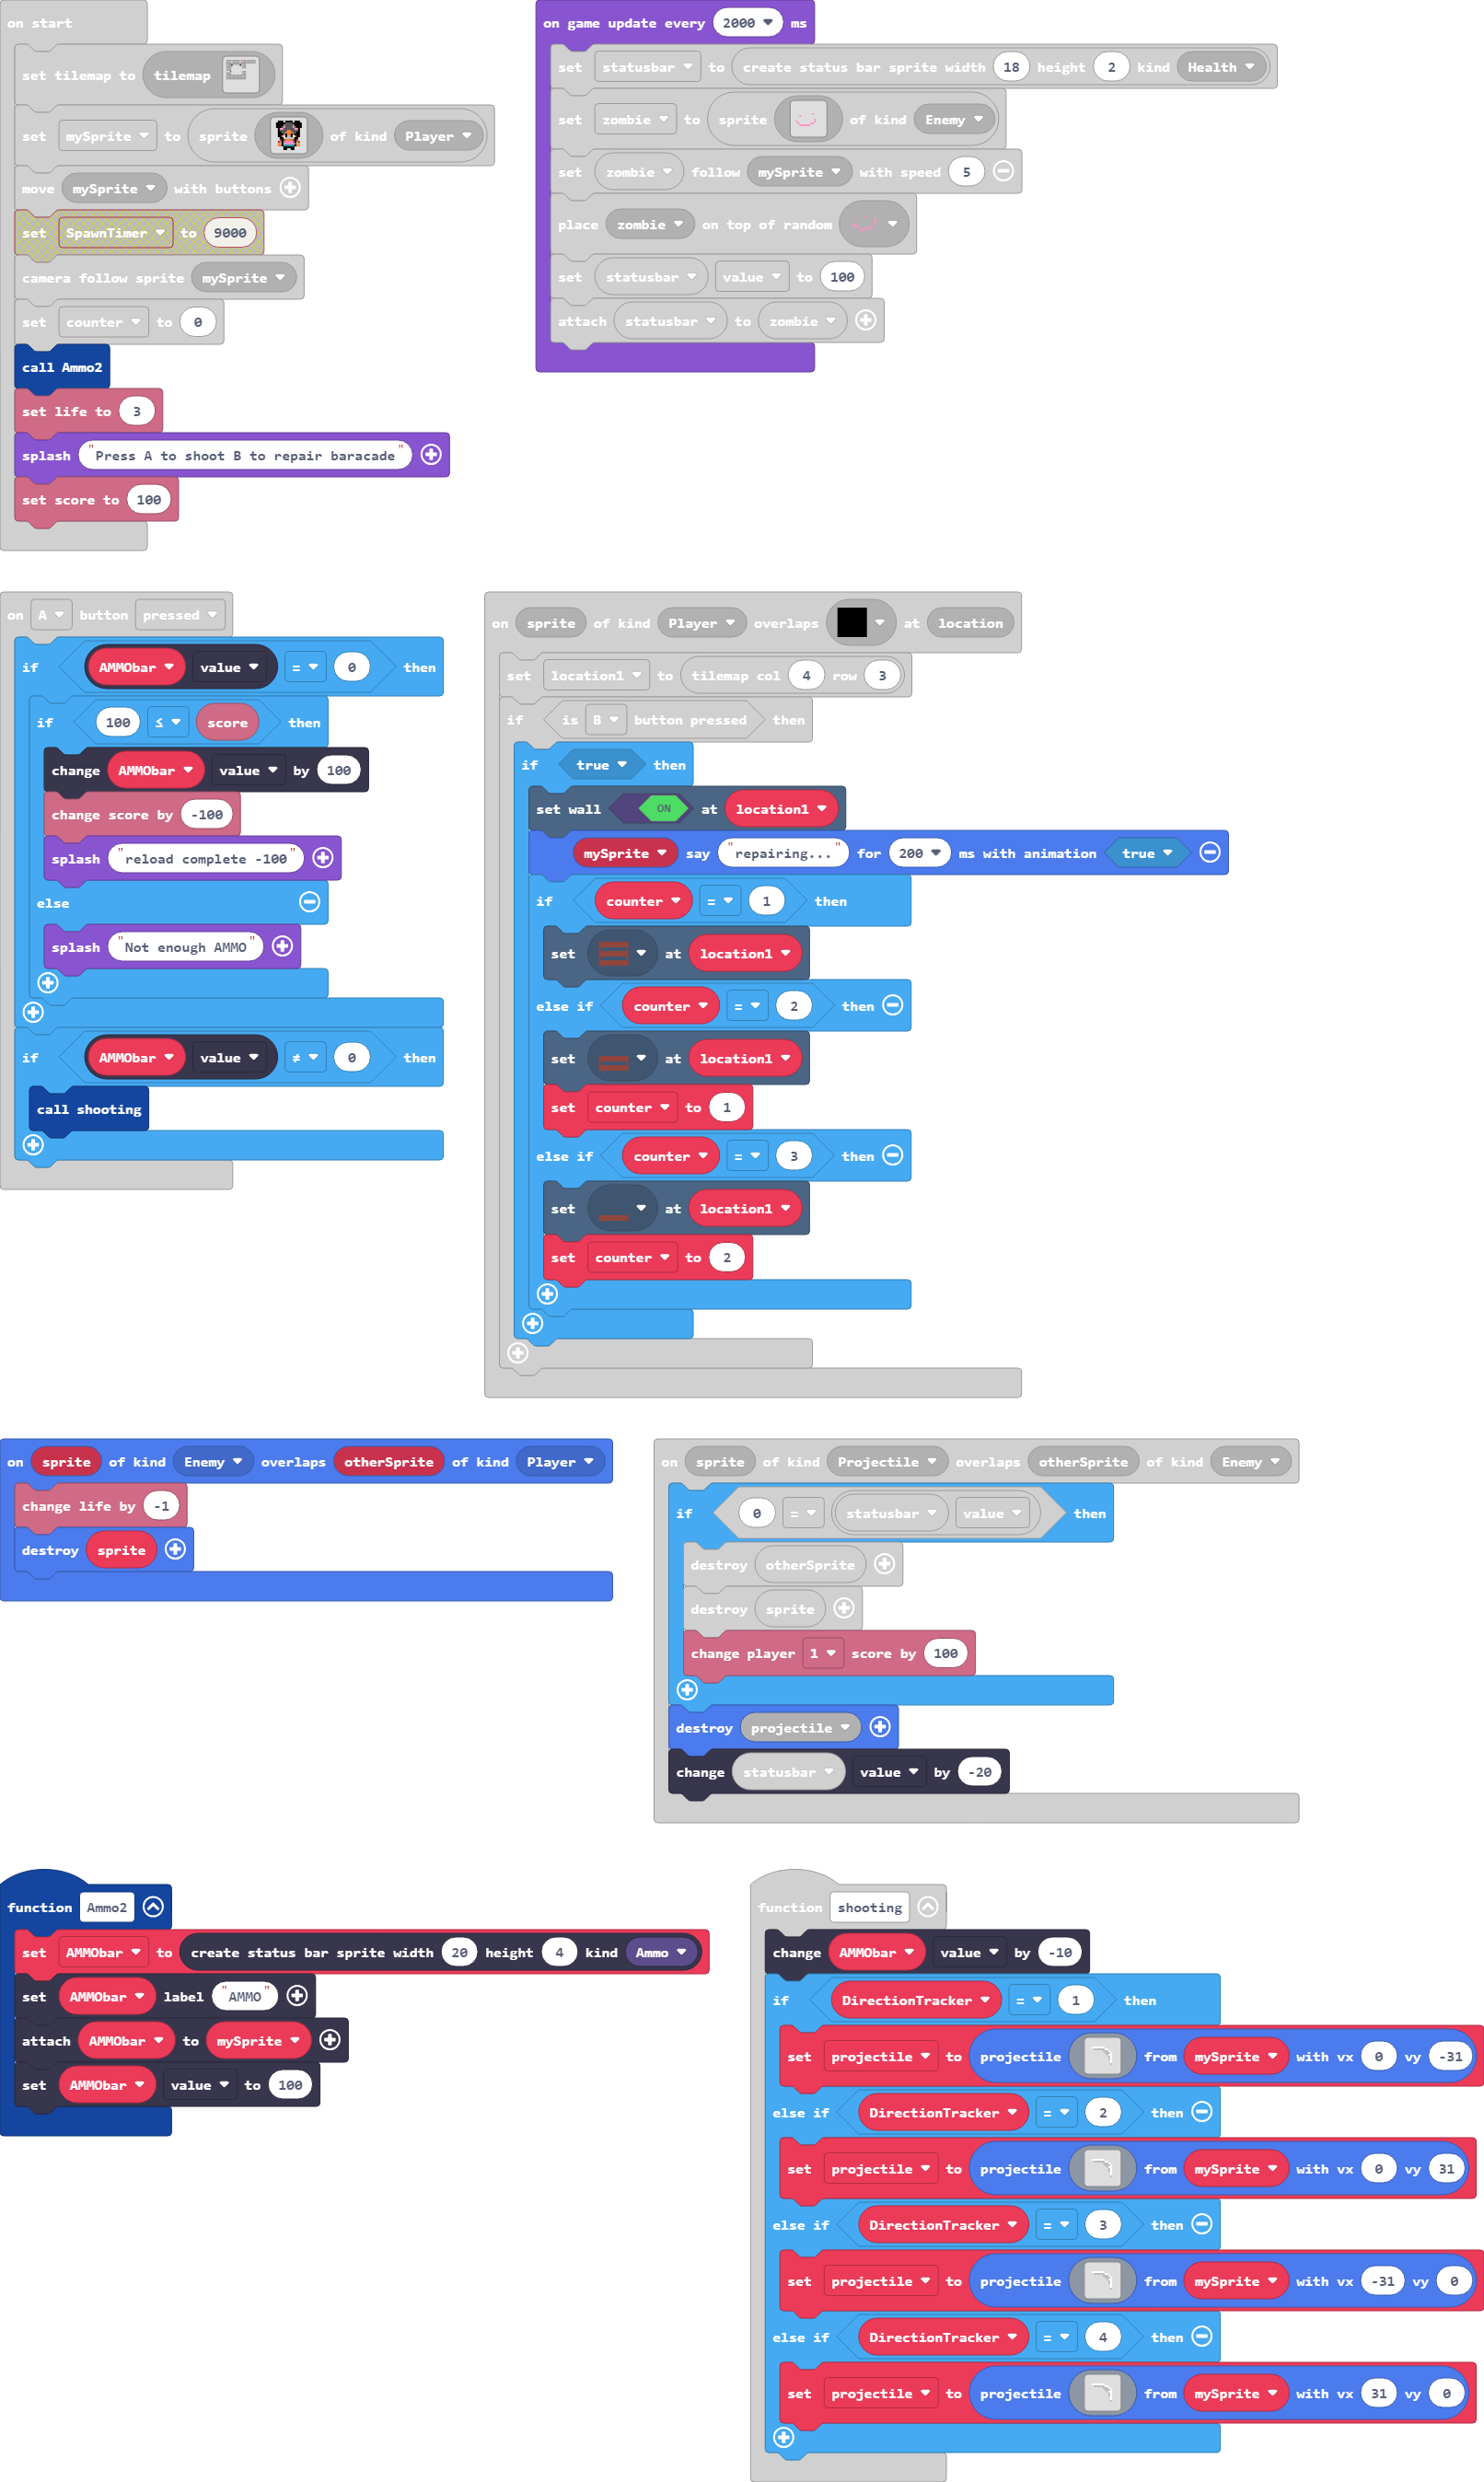 on start
set tilemap to tilemap
set mySprite to sprite of kind Player
move mySprite with buttons
set SpawnTimer to 9000
camera follow sprite mySprite
set counter to 0
call Ammo2
set life to 3
splash "Press A to shoot B to repair baracade"
set score to 100
on game update every 2000 ms
set statusbar to create status bar sprite width 18 height 2 kind Health
set zombie to sprite of kind Enemy
set zombie follow mySprite with speed 5
place zombie on top of random
set statusbar value to 100
attach statusbar to zombie
on A button pressed
if AMMObar value = 0 then
if 100 ≤ score then
change AMMObar value by 100
change score by -100
splash "reload complete -100"
else
splash "Not enough AMMO"
if AMMObar value ≠ 0 then
call shooting
on sprite of kind Player overlaps at location
set location1 to tilemap col 4 row 3
if is B button pressed then
if true then
set wall ON at location1
mySprite say "repairing..." for 200 ms with animation true
if counter = 1 then
set at location1
else if counter = 2 then
set at location1
set counter to 1
else if counter = 3 then
set at location1
set counter to 2
on sprite of kind Enemy overlaps otherSprite of kind Player
change life by -1
destroy sprite
on sprite of kind Projectile overlaps otherSprite of kind Enemy
if 0 = statusbar value then
destroy otherSprite
destroy sprite
change player 1 score by 100
destroy projectile
change statusbar value by -20
function Ammo2
set AMMObar to create status bar sprite width 20 height 4 kind Ammo
set AMMObar label "AMMO"
attach AMMObar to mySprite
set AMMObar value to 100
function shooting
change AMMObar value by -10
if DirectionTracker = 1 then
set projectile to projectile from mySprite with vx 0 vy -31
else if DirectionTracker = 2 then
set projectile to projectile from mySprite with vx 0 vy 31
else if DirectionTracker = 3 then
set projectile to projectile from mySprite with vx -31 vy 0
else if DirectionTracker = 4 then
set projectile to projectile from mySprite with vx 31 vy 0